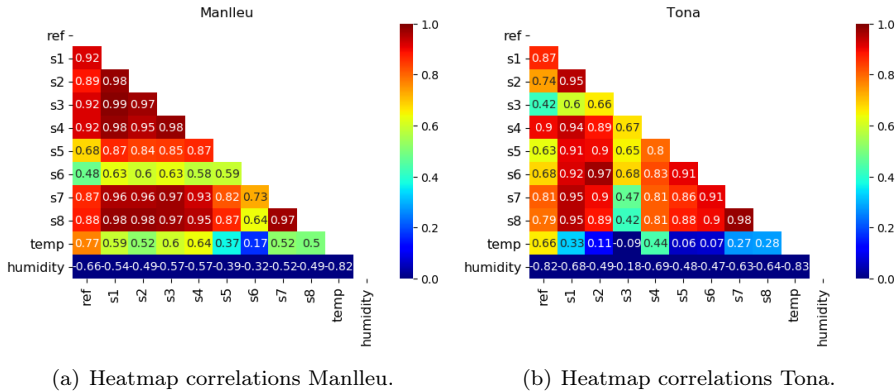 Manlleu
ref
s1 0.92
s2 0.89 0.98
s3 0.92 0.99 0.97
s4 0.92 0.98 0.95 0.98
s5 0.68 0.87 0.84 0.85 0.87
s6 0.48 0.63 0.6 0.63 0.58 0.59
s7 0.87 0.96 0.96 0.97 0.93 0.82 0.73
s8 0.88 0.98 0.98 0.97 0.95 0.87 0.64 0.97
temp 0.77 0.59 0.52 0.6 0.64 0.37 0.17 0.52 0.5
humidity -0.66 -0.54 -0.49 -0.57 -0.57 -0.39 -0.32 -0.52 -0.49 -0.82
ref s1 s2 s3 s4 s5 s6 s7 s8 temp humidity
1.0
0.8
0.6
0.4
0.2
0.0
(a) Heatmap correlations Manlleu.
Tona
ref
s1 0.87
s2 0.74 0.95
s3 0.42 0.6 0.66
s4 0.9 0.94 0.89 0.67
s5 0.63 0.91 0.9 0.65 0.8
s6 0.68 0.92 0.97 0.68 0.83 0.91
s7 0.81 0.95 0.9 0.47 0.81 0.86 0.91
s8 0.79 0.95 0.89 0.42 0.81 0.88 0.9 0.98
temp 0.66 0.33 0.11 -0.09 0.44 0.06 0.07 0.27 0.28
humidity -0.82 -0.68 -0.49 -0.18 -0.69 -0.48 -0.47 -0.63 -0.64 -0.83
ref s1 s2 s3 s4 s5 s6 s7 s8 temp humidity
1.0
0.8
0.6
0.4
0.2
0.0
(b) Heatmap correlations Tona.